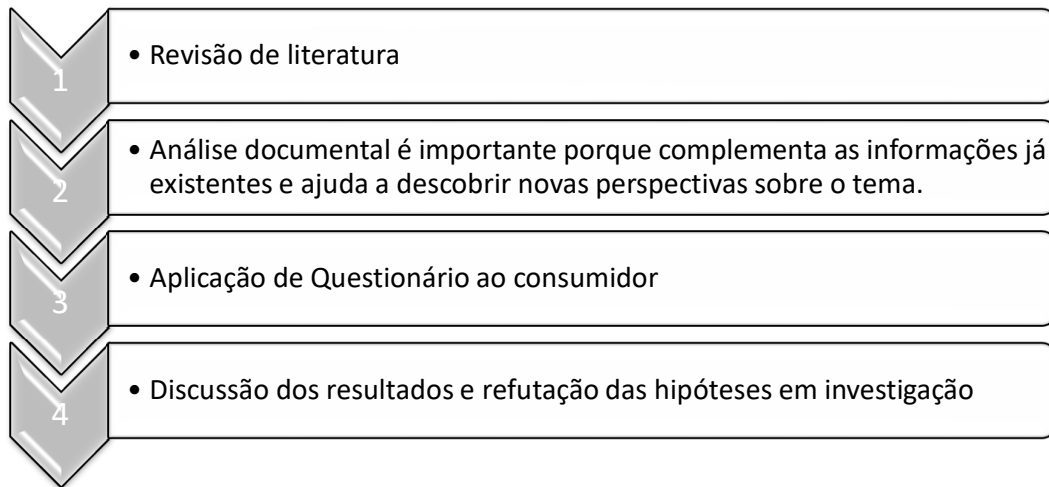 1
• Revisão de literatura
2
• Análise documental é importante porque complementa as informações já
existentes e ajuda a descobrir novas perspectivas sobre o tema.
3
• Aplicação de Questionário ao consumidor
4
• Discussão dos resultados e refutação das hipóteses em investigação